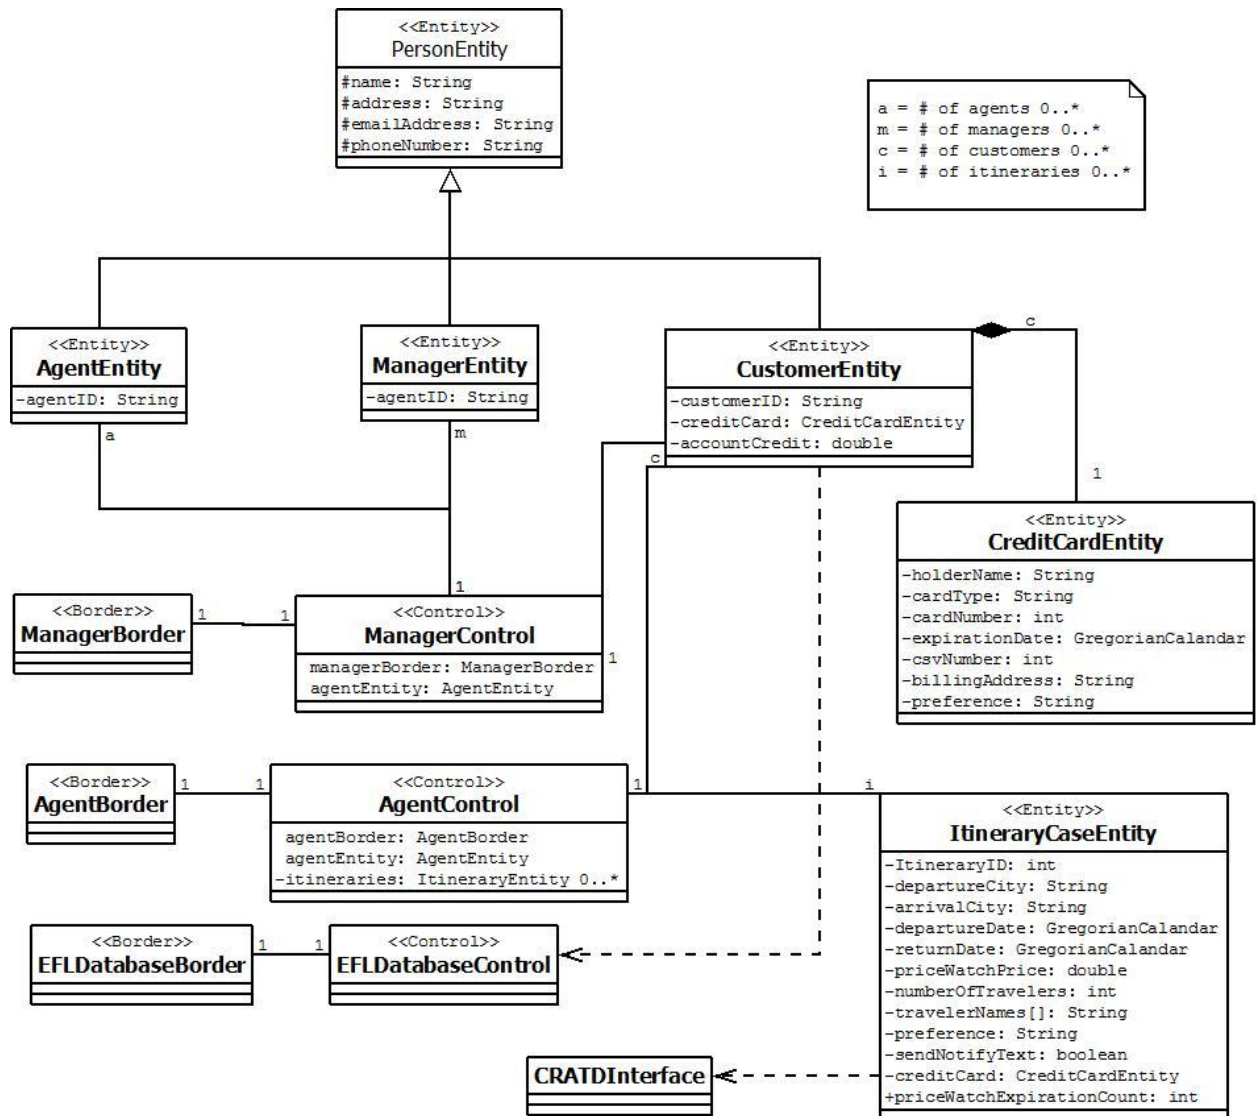 <<Entity>>
PersonEntity
#name: String
#address: String
#emailAddress: String
#phoneNumber: String
a = # of agents 0..*
m = # of managers 0..*
c = # of customers 0..*
i = # of itineraries 0..*
<<Entity>>
AgentEntity
-agentID: String
a
<<Entity>>
ManagerEntity
-agentID: String
m
<<Entity>>
CustomerEntity
-customerID: String
-creditCard: CreditCardEntity
-accountCredit: double
c
c
1
<<Entity>>
CreditCardEntity
-holderName: String
-cardType: String
-cardNumber: int
-expirationDate: GregorianCalandar
-csvNumber: int
-billingAddress: String
-preference: String
<<Border>>
ManagerBorder
1
1
1
<<Control>>
ManagerControl
managerBorder: ManagerBorder
agentEntity: AgentEntity
1
<<Border>>
AgentBorder
1
1
<<Control>>
AgentControl
agentBorder: AgentBorder
agentEntity: AgentEntity
-itineraries: ItineraryEntity 0..*
1
i
<<Entity>>
ItineraryCaseEntity
-ItineraryID: int
-departureCity: String
-arrivalCity: String
-departureDate: GregorianCalandar
-returnDate: GregorianCalandar
-priceWatchPrice: double
-numberOfTravelers: int
-travelerNames[]: String
-preference: String
-sendNotifyText: boolean
-creditCard: CreditCardEntity
+priceWatchExpirationCount: int
<<Border>>
EFLDatabaseBorder
1
1
<<Control>>
EFLDatabaseControl
CRATDInterface